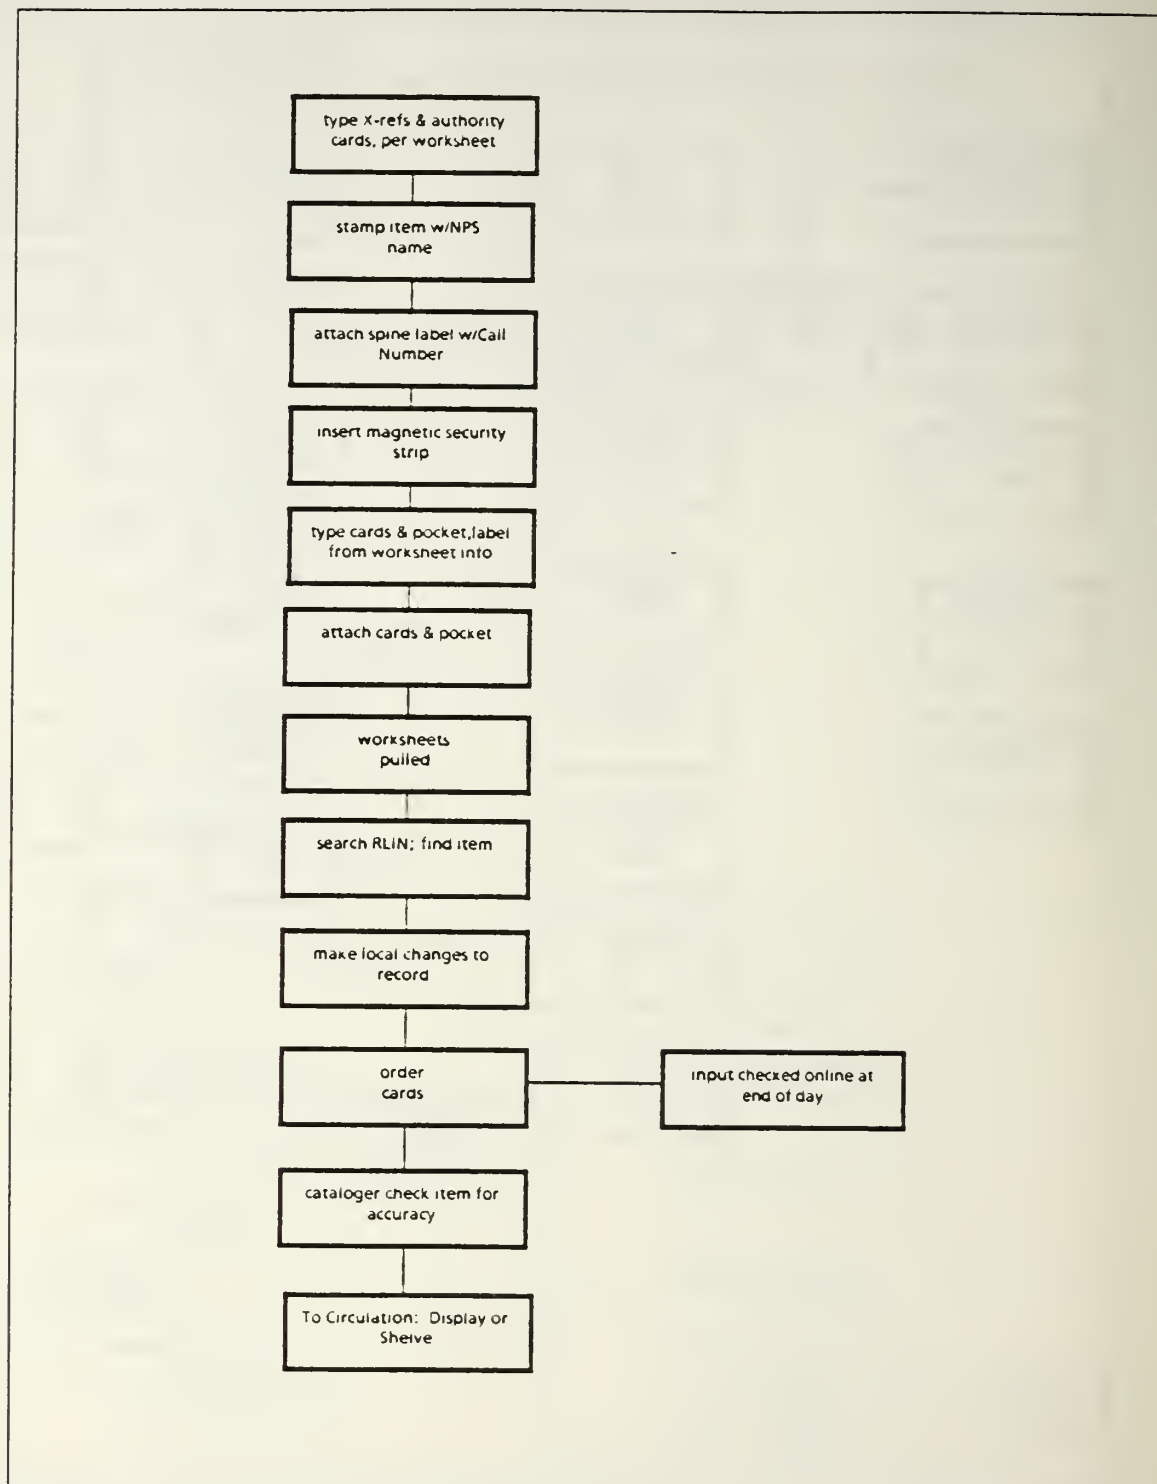 type X-refs & authority
cards, per worksheet
stamp item w/NPS
name
attach spine label w/Call
Number
insert magnetic security
strip
type cards & pocket,label
from worksheet info
attach cards & pocket
worksheets
pulled
search RLIN; find item
make local changes to
record
order
cards
input checked online at
end of day
cataloger check item for
accuracy
To Circulation: Display or
Shelve